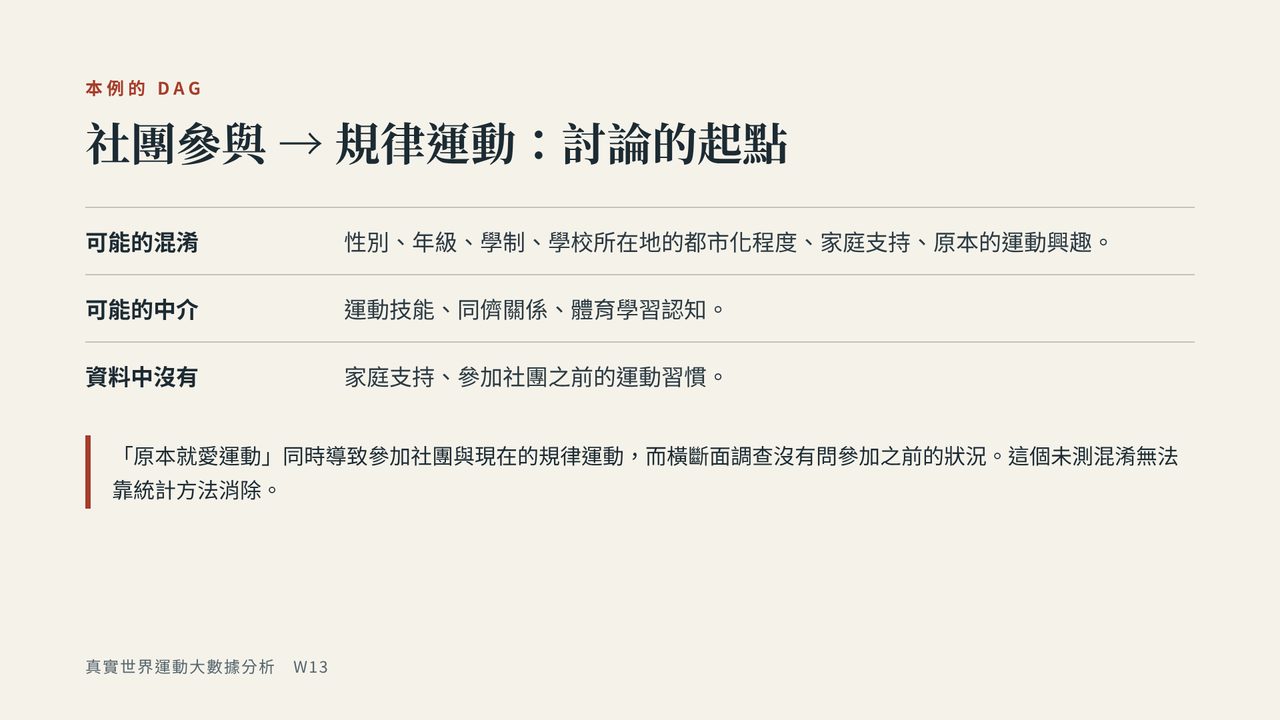 本例的 DAG
社團參與 → 規律運動：討論的起點
可能的混淆 性別、年級、學制、學校所在地的都市化程度、家庭支持、原本的運動興趣。
可能的中介 運動技能、同儕關係、體育學習認知。
資料中沒有 家庭支持、參加社團之前的運動習慣。
「原本就愛運動」同時導致參加社團與現在的規律運動，而橫斷面調查沒有問參加之前的狀況。這個未測混淆無法
靠統計方法消除。
真實世界運動大數據分析 W13